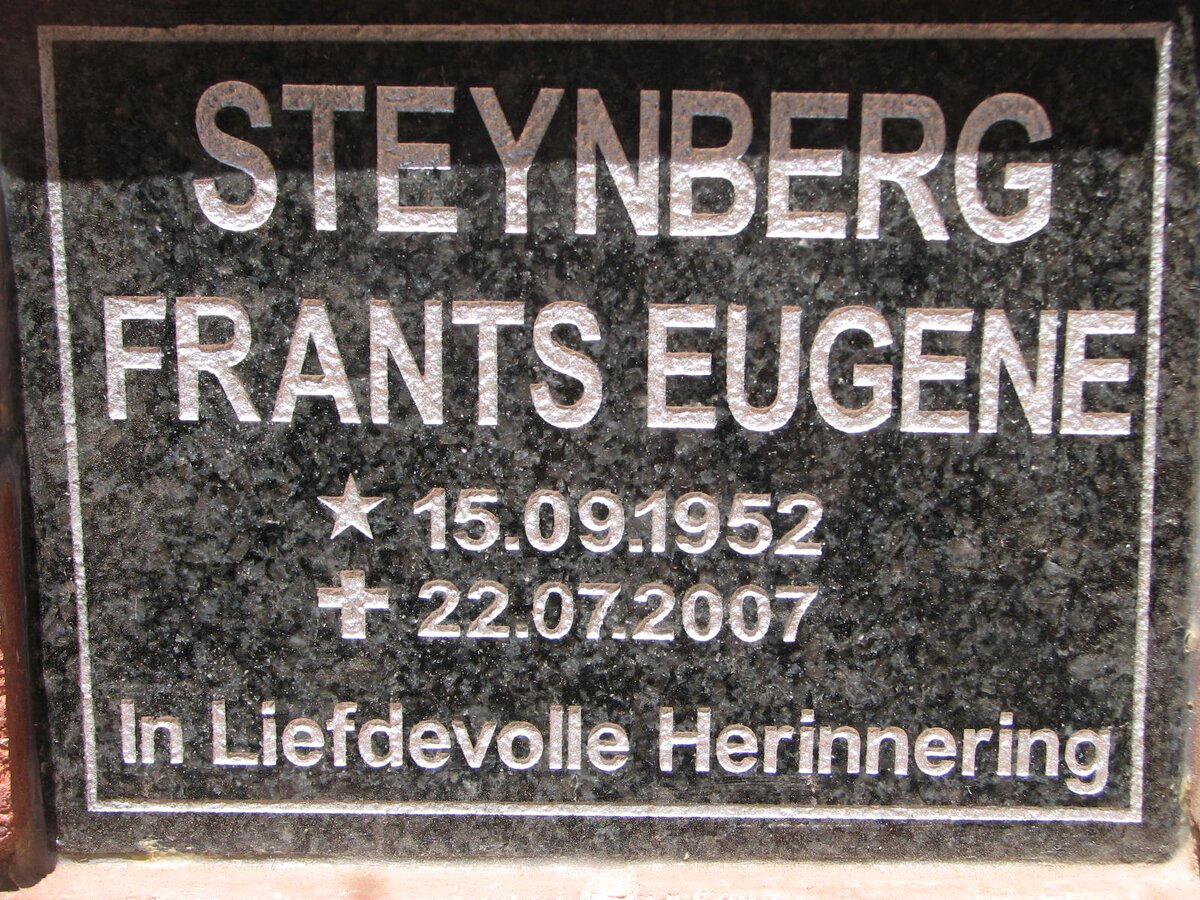 STEYNBERG
FRANTS EUGENE
★ 15.09.1952
✝ 22.07.2007
In Liefdevolle Herinnering